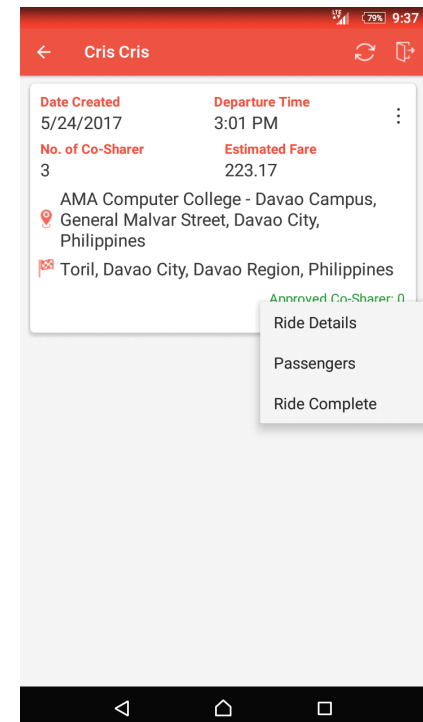 LTE 79% 9:37
Cris Cris
Date Created Departure Time
5/24/2017 3:01 PM
No. of Co-Sharer Estimated Fare
3 223.17
AMA Computer College - Davao Campus,
General Malvar Street, Davao City,
Philippines
Toril, Davao City, Davao Region, Philippines
Approved Co-Sharer: 0
Ride Details
Passengers
Ride Complete